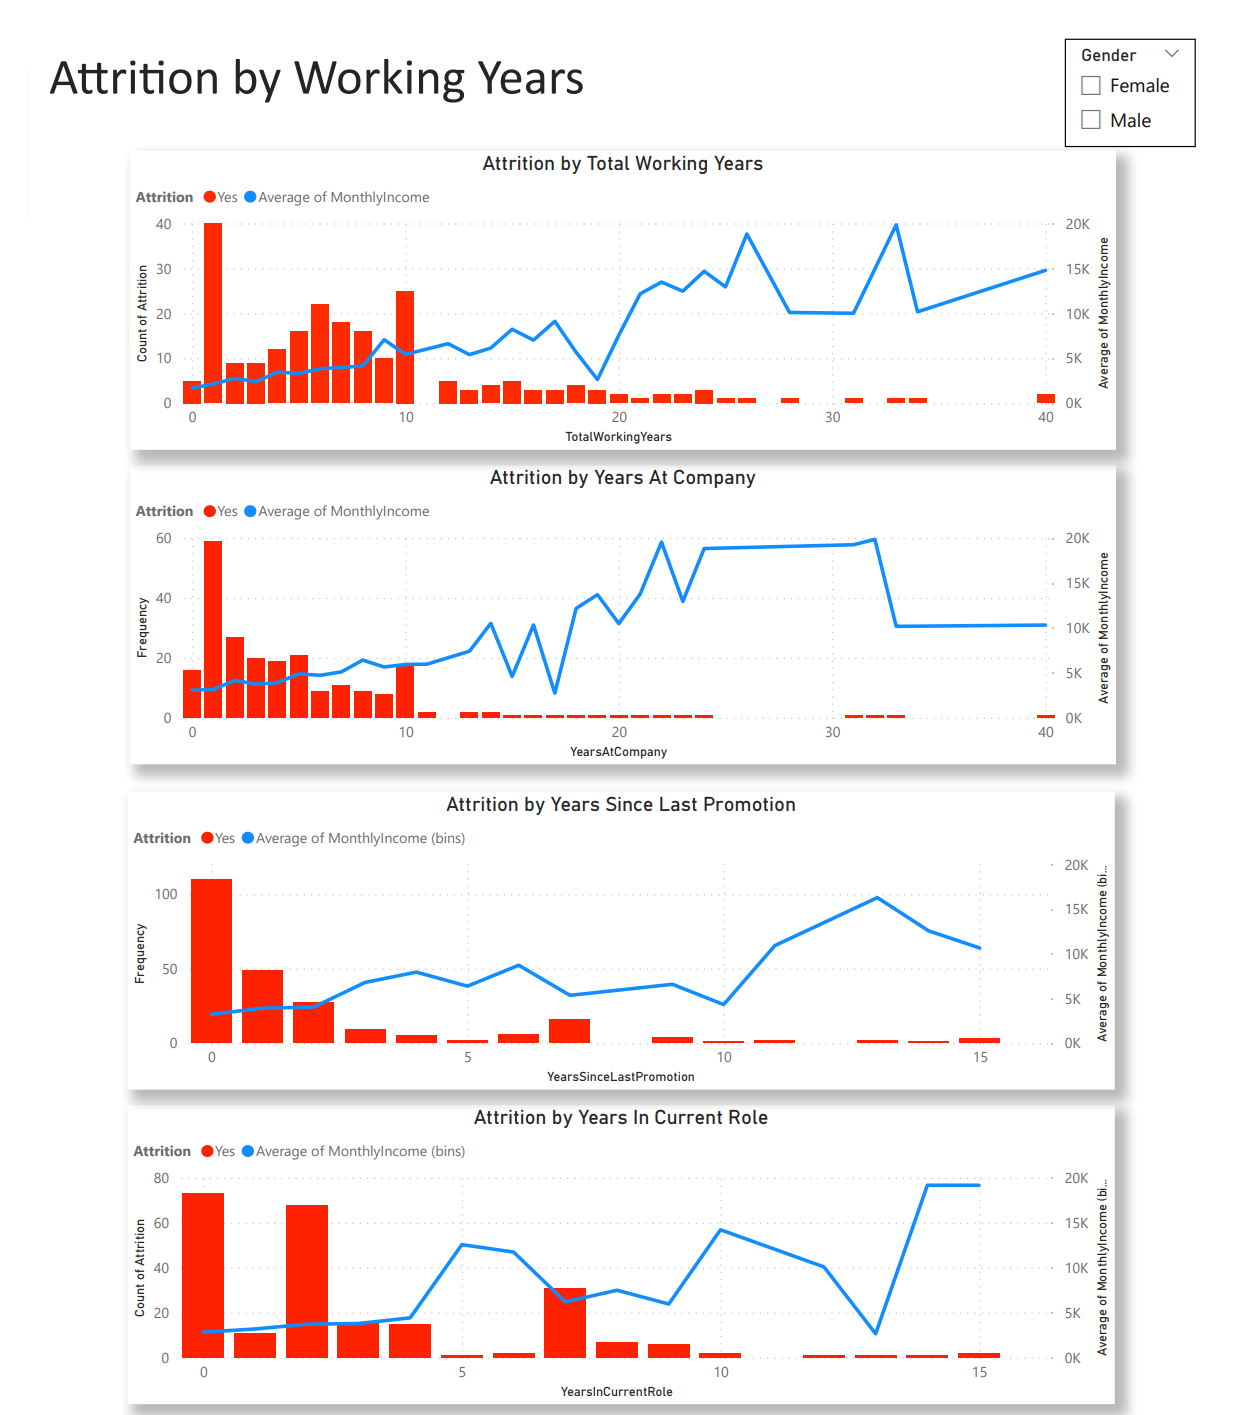 Attrition by Working Years
Gender
Female
Male
Attrition by Total Working Years
Attrition Yes Average of MonthlyIncome
40
30
20
10
0
Count of Attrition
20K
15K
10K
5K
0K
Average of MonthlyIncome
0 10 20 30 40
TotalWorkingYears
Attrition by Years At Company
Attrition Yes Average of MonthlyIncome
60
40
20
0
Frequency
20K
15K
10K
5K
0K
Average of MonthlyIncome
0 10 20 30 40
YearsAtCompany
Attrition by Years Since Last Promotion
Attrition Yes Average of MonthlyIncome (bins)
100
50
0
Frequency
20K
15K
10K
5K
0K
Average of MonthlyIncome (bi...
0 5 10 15
YearsSinceLastPromotion
Attrition by Years In Current Role
Attrition Yes Average of MonthlyIncome (bins)
80
60
40
20
0
Count of Attrition
20K
15K
10K
5K
0K
Average of MonthlyIncome (bi...
0 5 10 15
YearsInCurrentRole